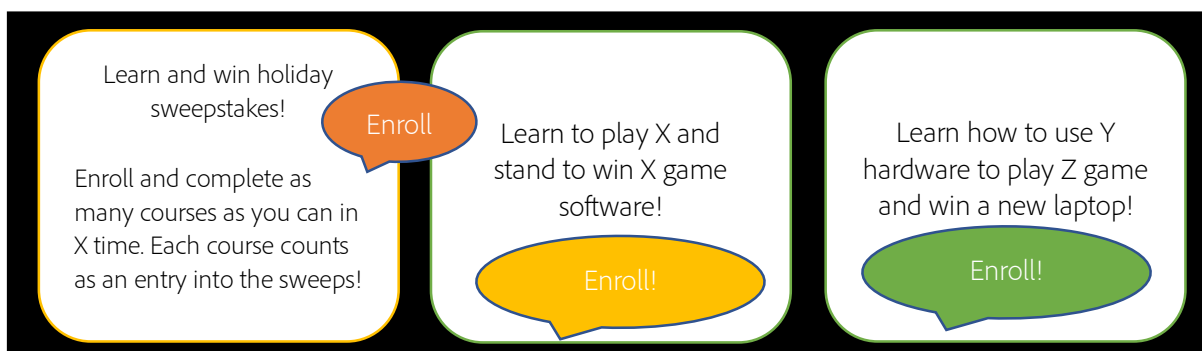 Learn and win holiday
sweepstakes!
Enroll and complete as
many courses as you can in
X time. Each course counts
as an entry into the sweeps!
Enroll
Learn to play X and
stand to win X game
software!
Enroll!
Learn how to use Y
hardware to play Z game
and win a new laptop!
Enroll!